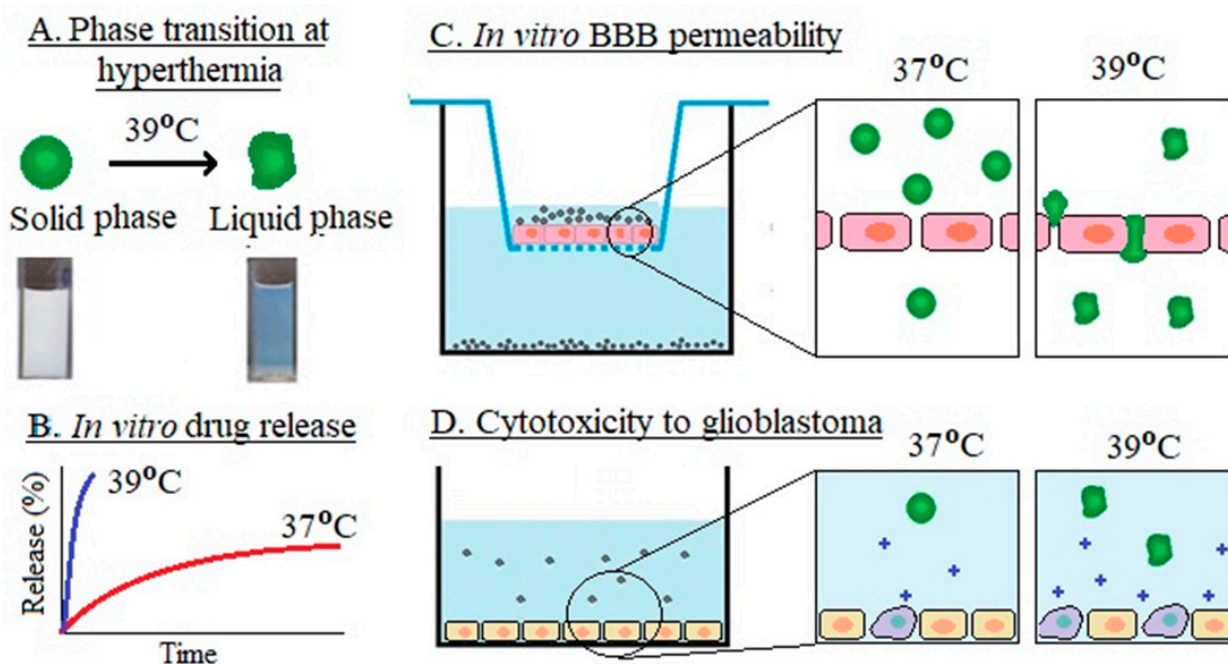 A. Phase transition at
hyperthermia
39°C
Solid phase
Liquid phase
B. In vitro drug release
Release (%)
39°C
37°C
Time
C. In vitro BBB permeability
37°C
39°C
D. Cytotoxicity to glioblastoma
37°C
39°C